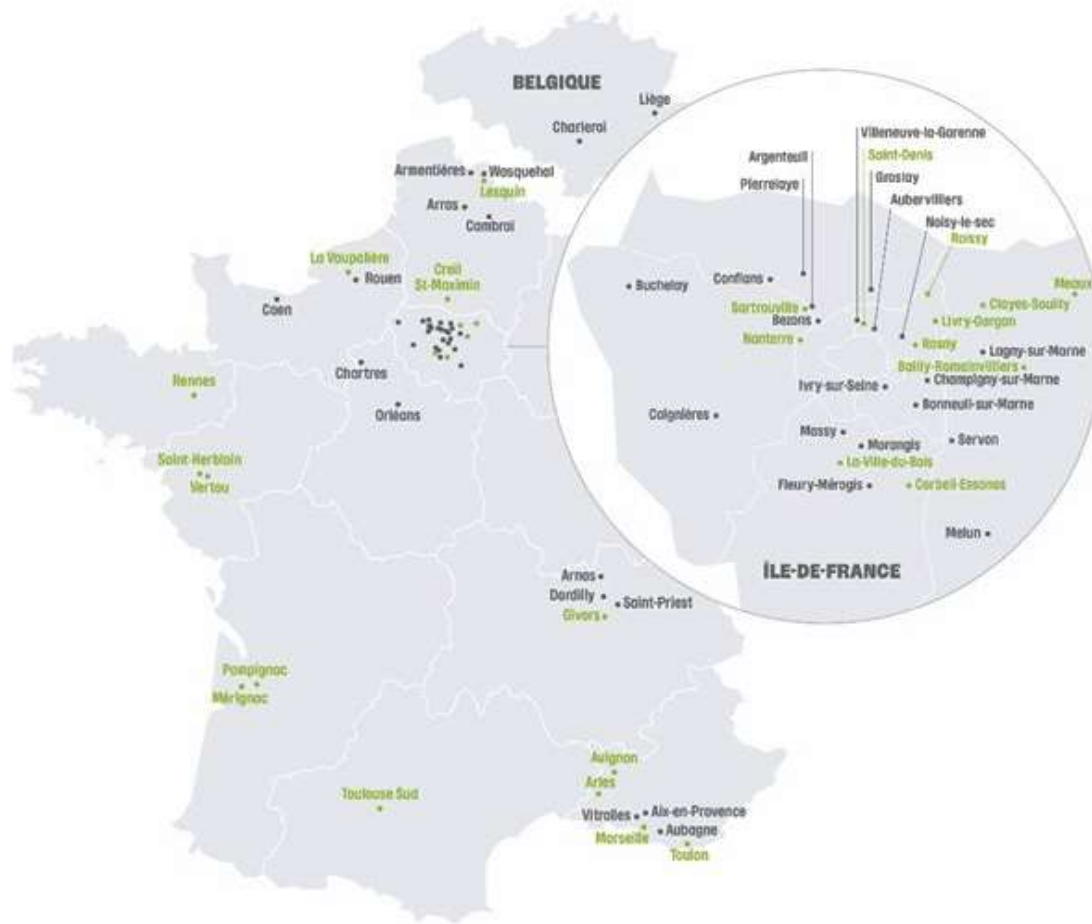 BELGIQUE
Liège
Charleroi
Armentières
Wasquehal
Lesquin
Arras
Cambrai
La Vaupalière
Rouen
Creil
St-Maximin
Caen
Chartres
Orléans
Rennes
Saint-Herblain
Vertou
Arnas
Dardilly
Saint-Priest
Givors
Pompignac
Mérignac
Toulouse Sud
Avignon
Arles
Vitrolles
Aix-en-Provence
Marseille
Aubagne
Toulon
Villeneuve-la-Garenne
Argenteuil
Saint-Denis
Pierrelaye
Groslay
Aubervilliers
Noisy-le-sec
Roissy
Buchelay
Conflans
Meaux
Sartrouville
Clayes-Souilly
Bezons
Livry-Gargan
Nanterre
Rosny
Lagny-sur-Marne
Bailly-Romainvilliers
Ivry-sur-Seine
Champigny-sur-Marne
Coignières
Bonneuil-sur-Marne
Massy
Morangis
Servon
La-Ville-du-Bois
Fleury-Mérogis
Corbeil-Essones
Melun
ÎLE-DE-FRANCE